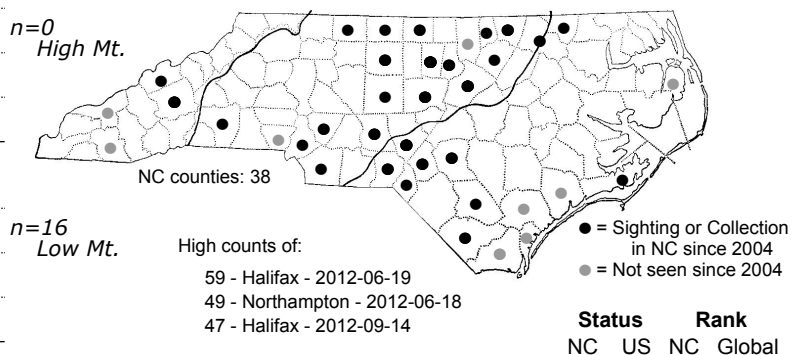 n=0
High Mt.
NC counties: 38
n=16
Low Mt.
High counts of:
59 - Halifax - 2012-06-19
49 - Northampton - 2012-06-18
47 - Halifax - 2012-09-14
= Sighting or Collection
in NC since 2004
= Not seen since 2004
Status Rank
NC US NC Global